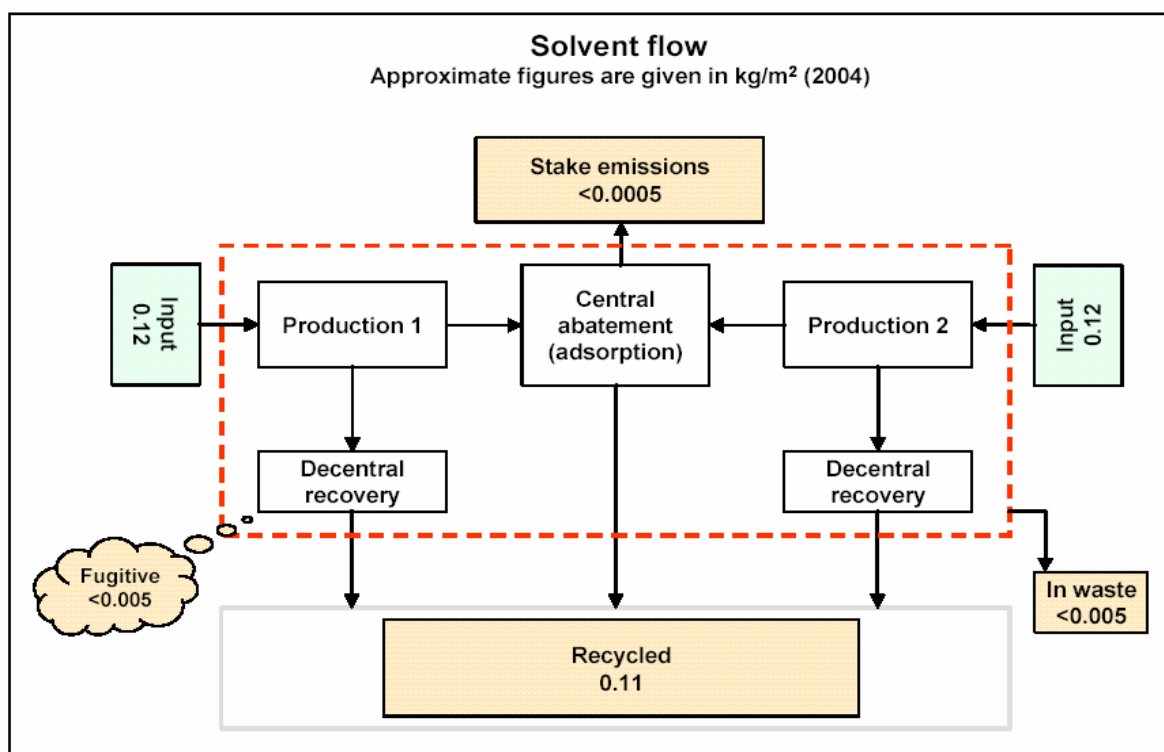 Solvent flow
Approximate figures are given in kg/m² (2004)
Stake emissions
<0.0005
Input
0.12
Production 1
Central
abatement
(adsorption)
Production 2
Input
0.12
Decentral
recovery
Decentral
recovery
Fugitive
<0.005
In waste
<0.005
Recycled
0.11